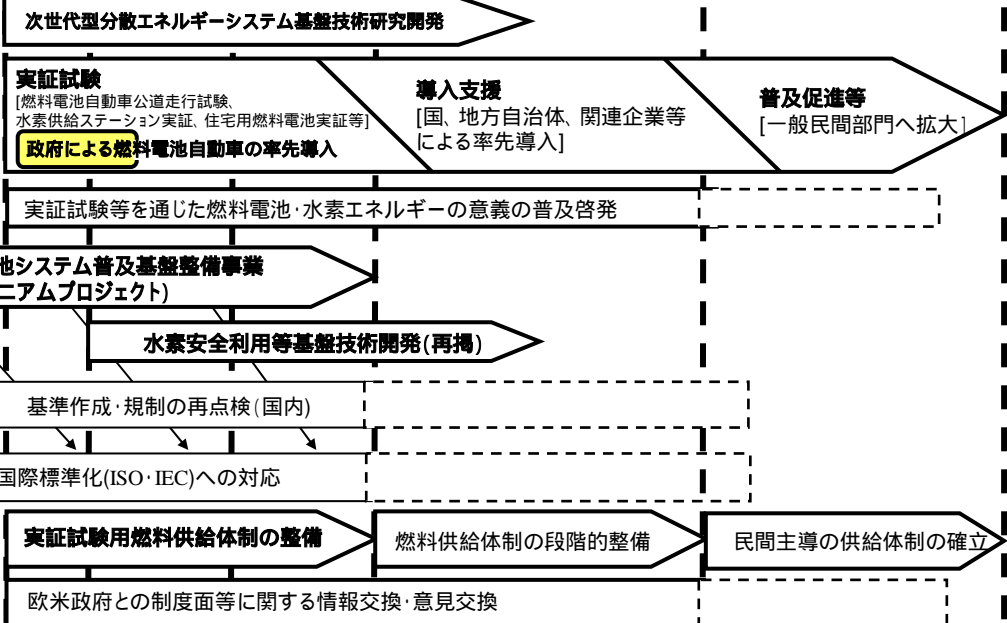 次世代型分散エネルギーシステム基盤技術研究開発
実証試験
[燃料電池自動車公道走行試験、
水素供給ステーション実証、住宅用燃料電池実証等]
政府による燃料電池自動車の率先導入
導入支援
[国、地方自治体、関連企業等
による率先導入]
普及促進等
[一般民間部門へ拡大]
実証試験等を通じた燃料電池・水素エネルギーの意義の普及啓発
池システム普及基盤整備事業
ニアムプロジェクト)
水素安全利用等基盤技術開発(再掲)
基準作成・規制の再点検(国内)
国際標準化(ISO・IEC)への対応
実証試験用燃料供給体制の整備
燃料供給体制の段階的整備
民間主導の供給体制の確立
欧米政府との制度面等に関する情報交換・意見交換